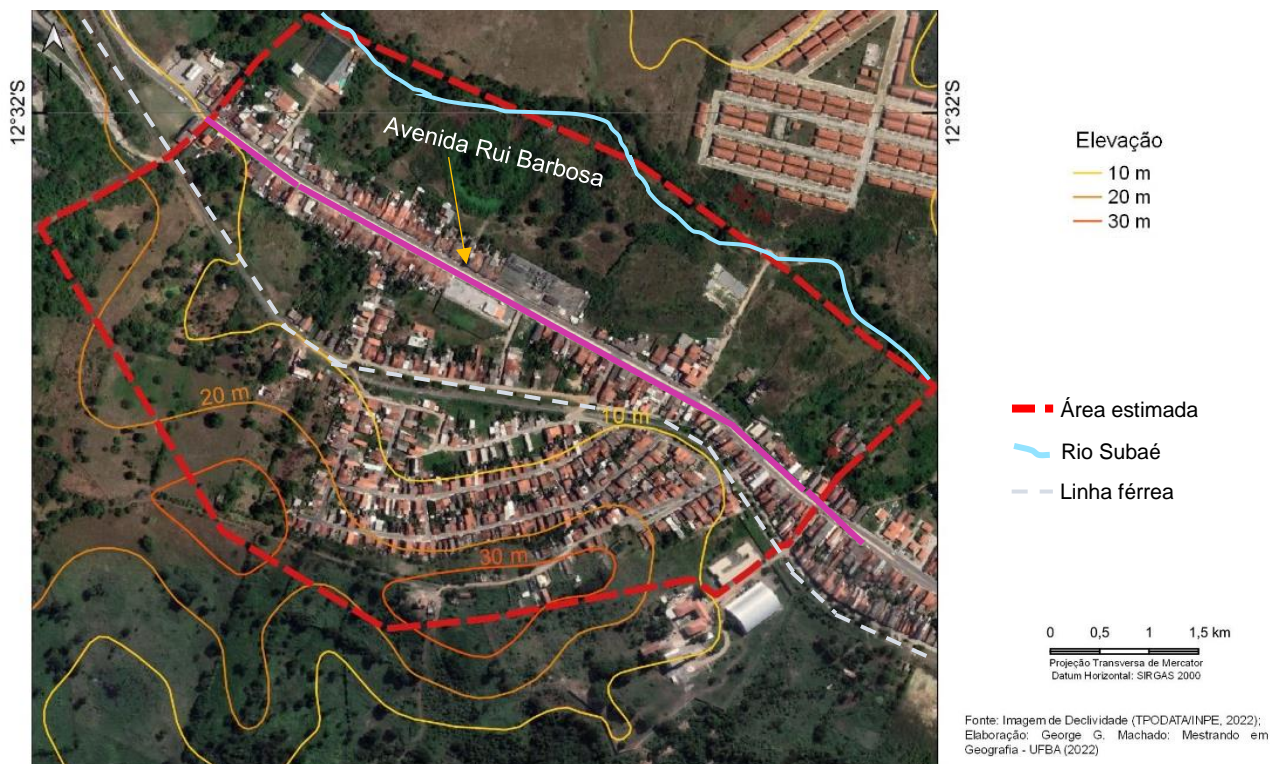 N
12°32'S
12°32'S
Avenida Rui Barbosa
20 m
10 m
30 m
Elevação
10 m
20 m
30 m
Área estimada
Rio Subaé
Linha férrea
0 0,5 1 1,5 km
Projeção Transversa de Mercator
Datum Horizontal: SIRGAS 2000
Fonte: Imagem de Declividade (TPODATA/INPE, 2022);
Elaboração: George G. Machado: Mestrando em
Geografia - UFBA (2022)